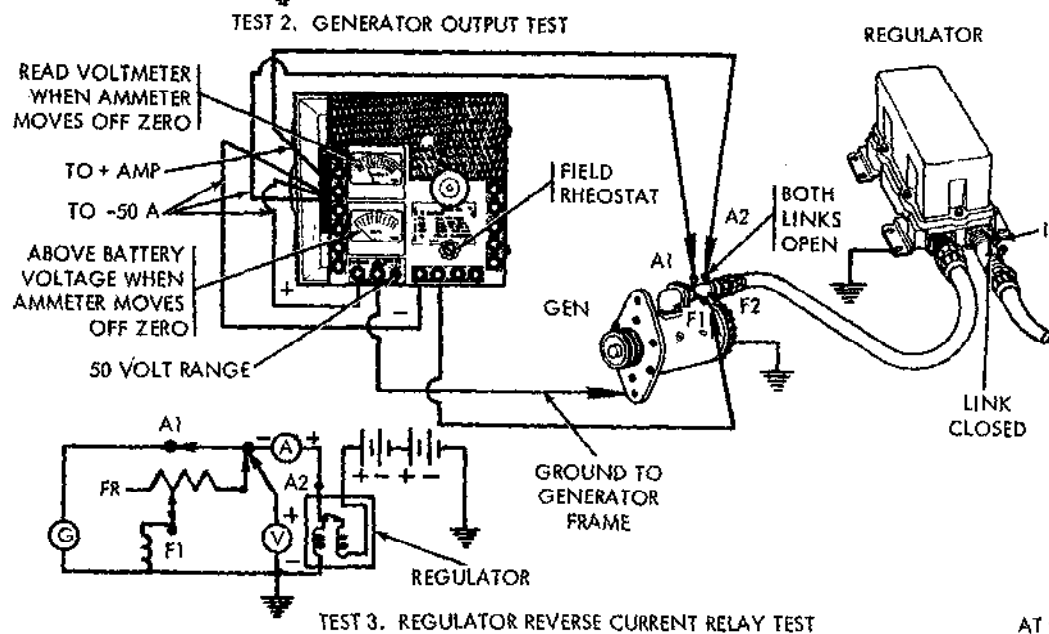 TEST 2. GENERATOR OUTPUT TEST
REGULATOR
READ VOLTMETER
WHEN AMMETER
MOVES OFF ZERO
TO + AMP
TO -50 A
ABOVE BATTERY
VOLTAGE WHEN
AMMETER MOVES
OFF ZERO
50 VOLT RANGE
+
-
FIELD
RHEOSTAT
A2
BOTH
LINKS
OPEN
A1
GEN
F1
F2
LINK
CLOSED
GROUND TO
GENERATOR
FRAME
A1
- A +
+ - + -
FR
A2
G
F1
+
V
-
REGULATOR
TEST 3. REGULATOR REVERSE CURRENT RELAY TEST
AT